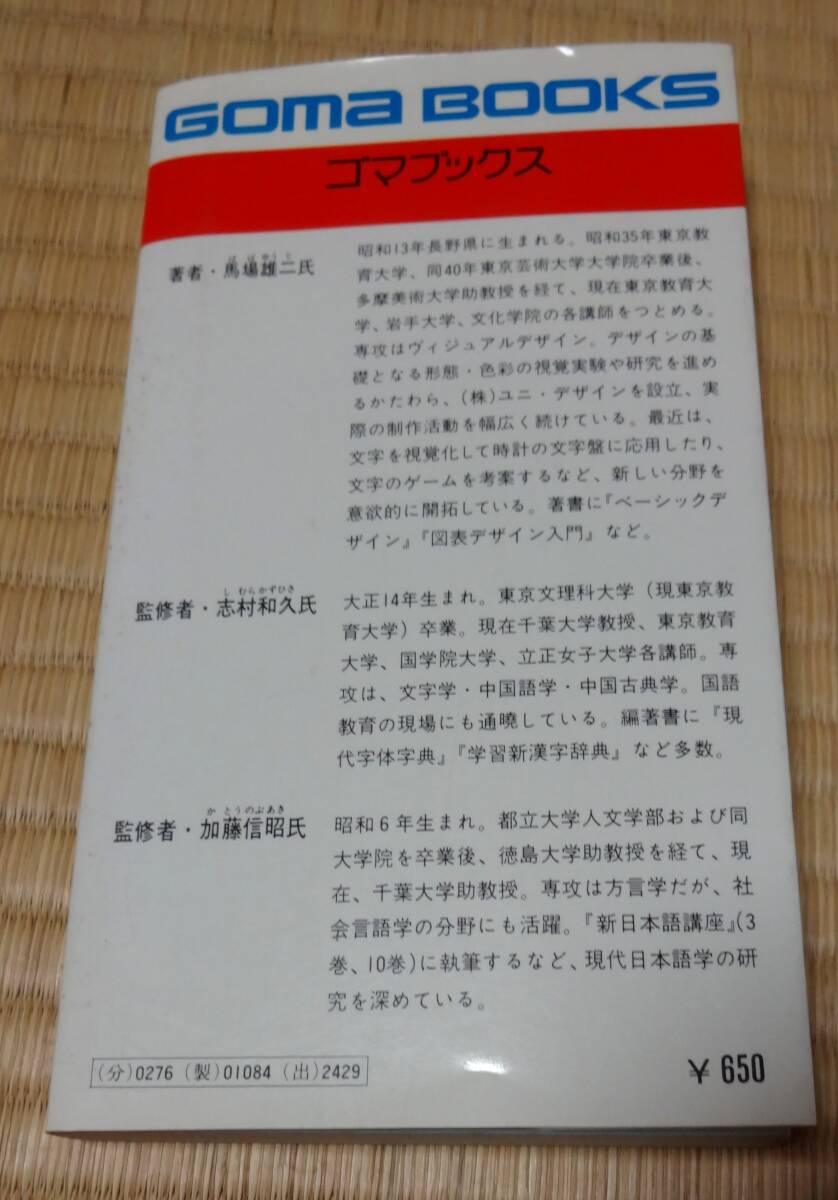 GOMA BOOKS
ゴマブックス
著者・馬場雄二氏
ばばゆうじ
昭和13年長野県に生まれる。昭和35年東京教
育大学、同40年東京芸術大学大学院卒業後、
多摩美術大学助教授を経て、現在東京教育大
学、岩手大学、文化学院の各講師をつとめる。
専攻はヴィジュアルデザイン。デザインの基
礎となる形態・色彩の視覚実験や研究を進め
るかたわら、(株)ユニ・デザインを設立、実
際の制作活動を幅広く続けている。最近は、
文字を視覚化して時計の文字盤に応用したり、
文字のゲームを考案するなど、新しい分野を
意欲的に開拓している。著書に『ベーシックデ
ザイン』『図表デザイン入門』など。
監修者・志村和久氏
しむらかずひさ
大正14年生まれ。東京文理科大学（現東京教
育大学）卒業。現在千葉大学教授、東京教育
大学、国学院大学、立正女子大学各講師。専
攻は、文字学・中国語学・中国古典学。国語
教育の現場にも通暁している。編著書に『現
代字体字典』『学習新漢字辞典』など多数。
監修者・加藤信昭氏
かとうのぶあき
昭和6年生まれ。都立大学人文学部および同
大学院を卒業後、徳島大学助教授を経て、現
在、千葉大学助教授。専攻は方言学だが、社
会言語学の分野にも活躍。『新日本語講座』(3
巻、10巻)に執筆するなど、現代日本語学の研
究を深めている。
(分)0276 (製)01084 (出)2429
￥650